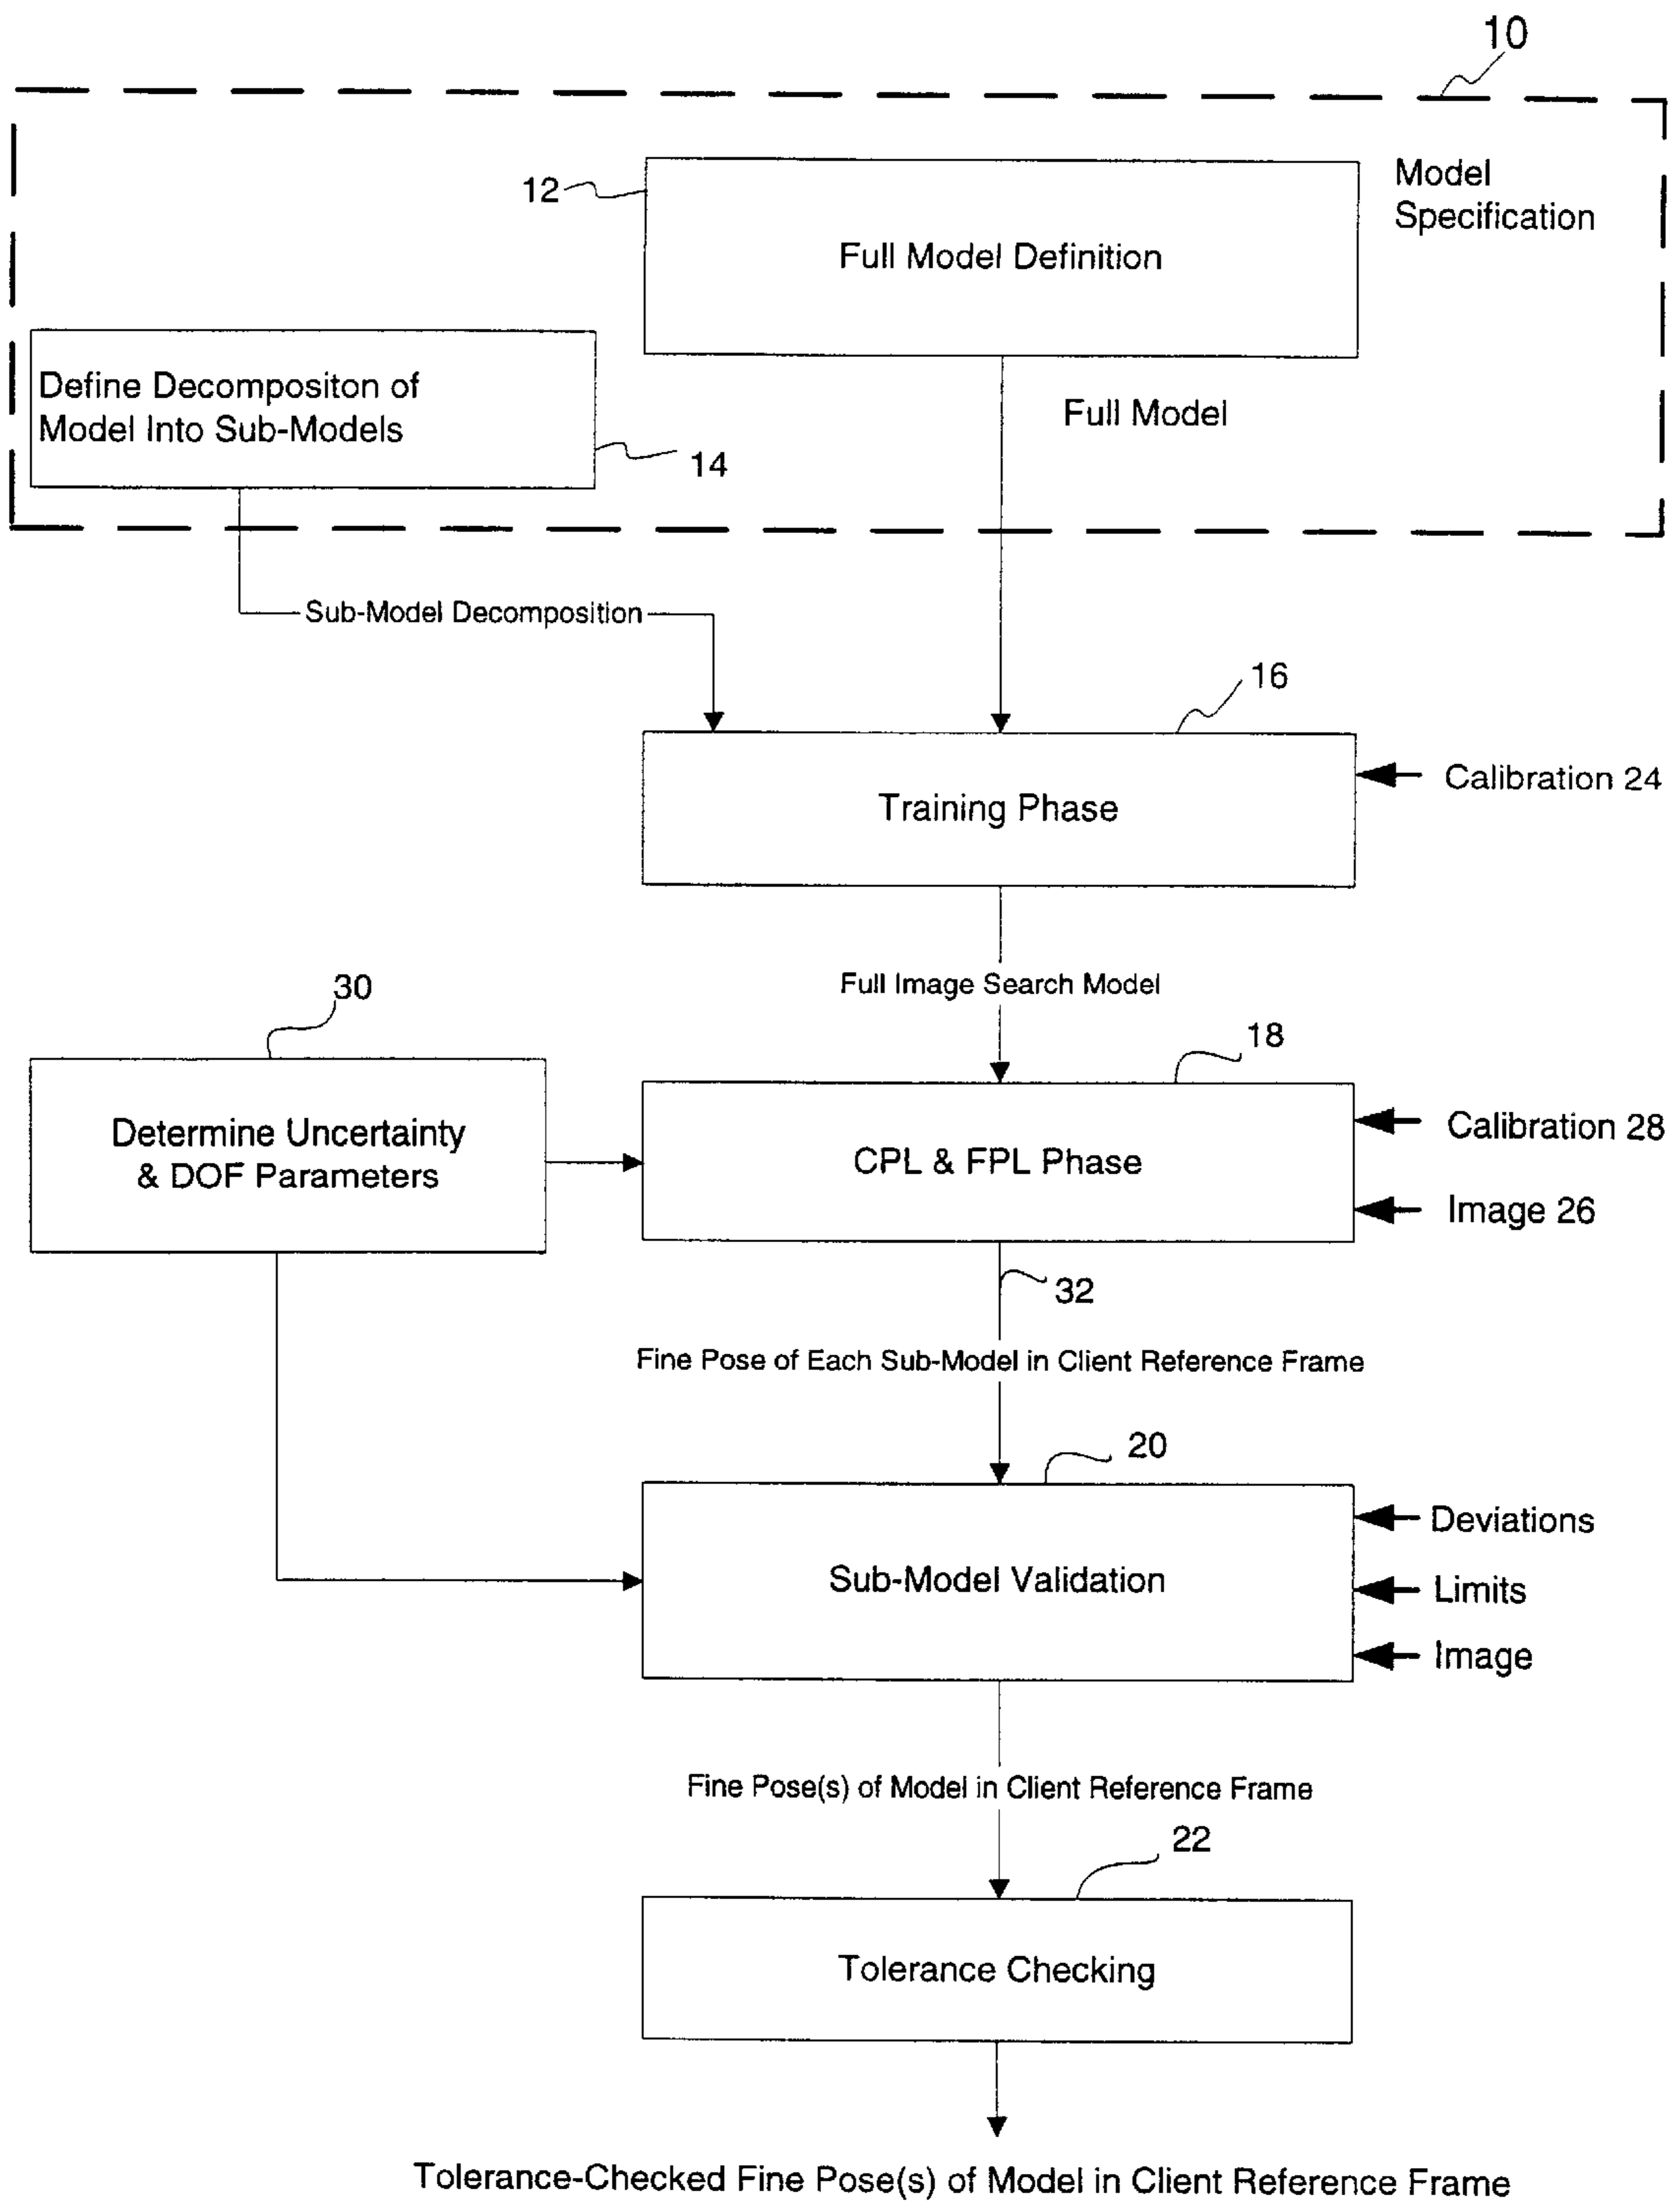 10
Model
Specification
12
Full Model Definition
Define Decompositon of
Model Into Sub-Models
14
Full Model
Sub-Model Decomposition
16
Training Phase
Calibration 24
Full Image Search Model
30
18
Determine Uncertainty
& DOF Parameters
CPL & FPL Phase
Calibration 28
Image 26
32
Fine Pose of Each Sub-Model in Client Reference Frame
20
Sub-Model Validation
Deviations
Limits
Image
Fine Pose(s) of Model in Client Reference Frame
22
Tolerance Checking
Tolerance-Checked Fine Pose(s) of Model in Client Reference Frame